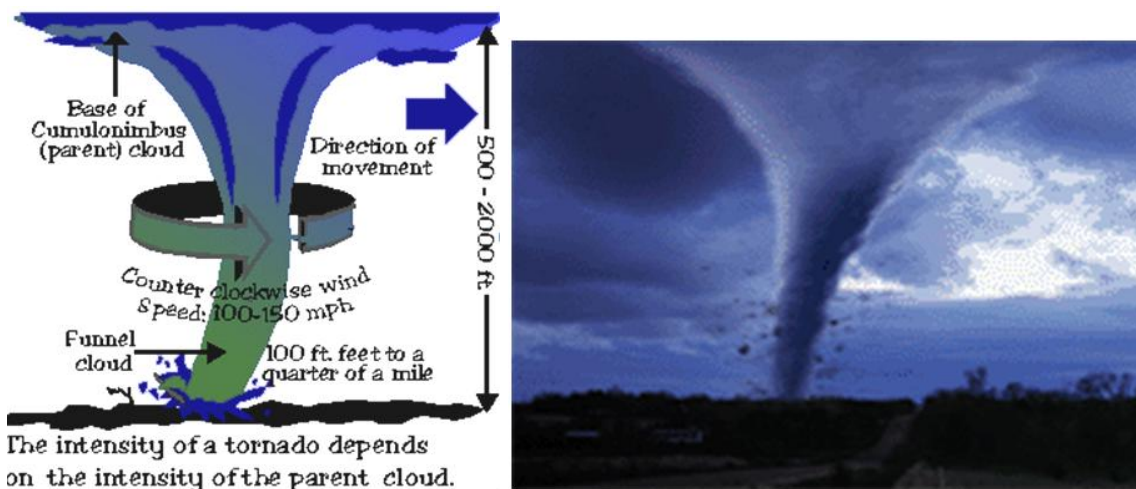 Base of
Cumulonimbus
(parent) cloud
Direction of
movement
500 - 2000 ft
Counter clockwise wind
speed: 100-150 mph
Funnel
cloud
100 ft. feet to a
quarter of a mile
The intensity of a tornado depends
on the intensity of the parent cloud.